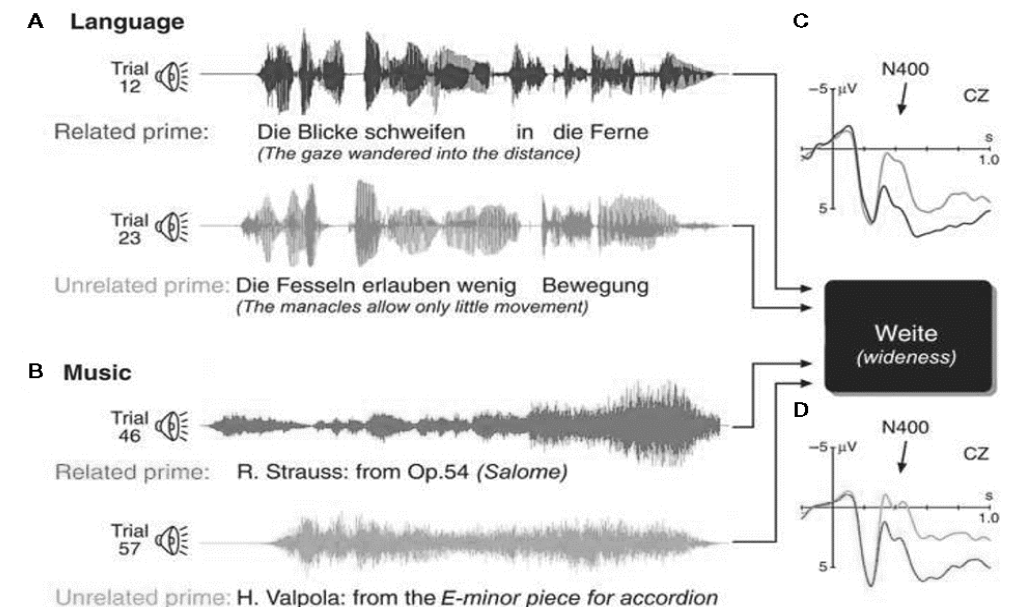 A Language
Trial
12
Related prime: Die Blicke schweifen in die Ferne
(The gaze wandered into the distance)
Trial
23
Unrelated prime: Die Fesseln erlauben wenig Bewegung
(The manacles allow only little movement)
B Music
Trial
46
Related prime: R. Strauss: from Op.54 (Salome)
Trial
57
Unrelated prime: H. Valpola: from the E-minor piece for accordion
C
N400
-5 μV
CZ
s
1.0
5
Weite
(wideness)
D
N400
-5 μV
CZ
s
1.0
5